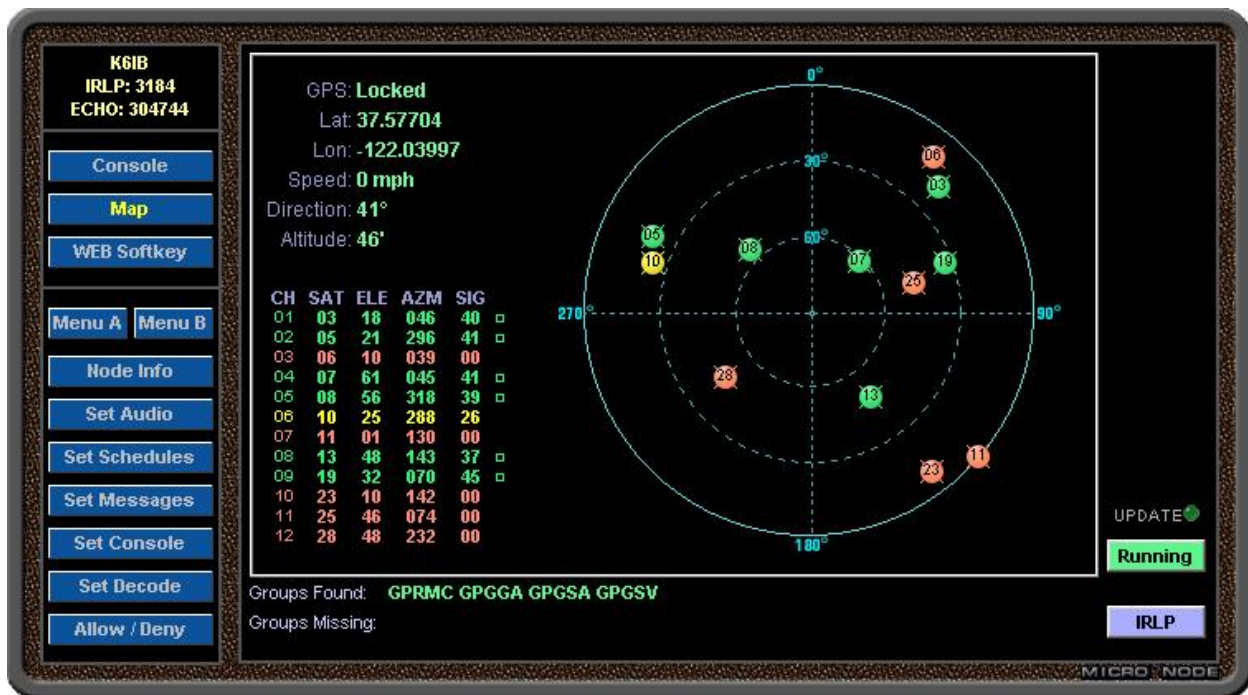 K6IB
IRLP: 3184
ECHO: 304744
Console
Map
WEB Softkey
Menu A Menu B
Node Info
Set Audio
Set Schedules
Set Messages
Set Console
Set Decode
Allow / Deny
GPS: Locked
Lat: 37.57704
Lon: -122.03997
Speed: 0 mph
Direction: 41°
Altitude: 46'
CH SAT ELE AZM SIG
01 03 18 046 40
02 05 21 296 41
03 06 10 039 00
04 07 61 045 41
05 08 56 318 39
06 10 25 288 26
07 11 01 130 00
08 13 48 143 37
09 19 32 070 45
10 23 10 142 00
11 25 46 074 00
12 28 48 232 00
0°
06
30°
03
05
60°
08
10
07
19
25
270°
90°
28
13
11
23
180°
Groups Found: GPRMC GPGGA GPGSA GPGSV
Groups Missing:
UPDATE
Running
IRLP
MICRO NODE